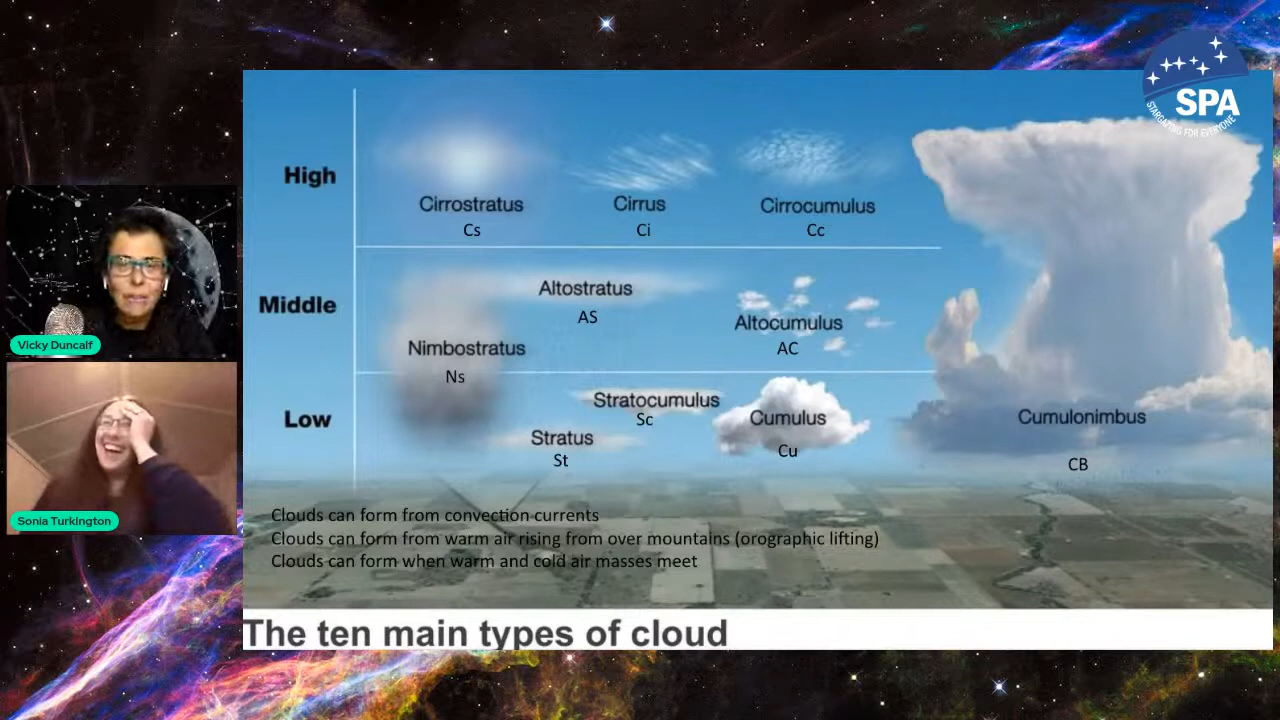 SPA
STARGAZING FOR EVERYONE
High
Cirrostratus
Cs
Cirrus
Ci
Cirrocumulus
Cc
Middle
Altostratus
AS
Altocumulus
AC
Nimbostratus
Ns
Low
Stratocumulus
Sc
Cumulus
Cu
Stratus
St
Cumulonimbus
CB
Vicky Duncalf
Sonia Turkington
Clouds can form from convection currents
Clouds can form from warm air rising from over mountains (orographic lifting)
Clouds can form when warm and cold air masses meet
The ten main types of cloud